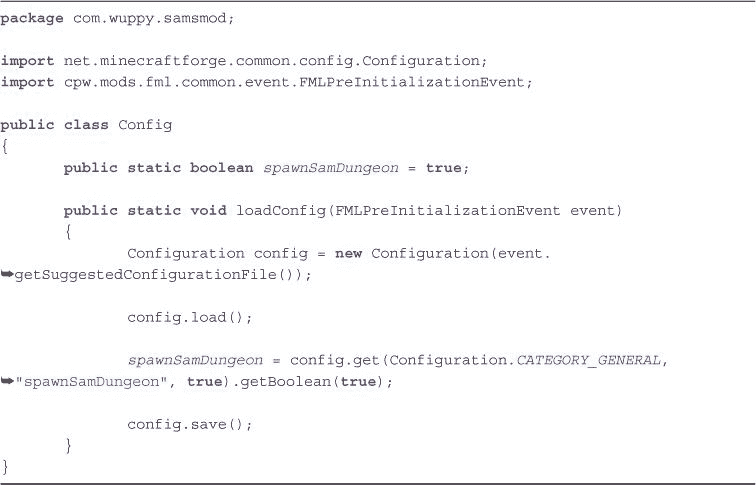 package com.wuppy.samsmod;
import net.minecraftforge.common.config.Configuration;
import cpw.mods.fml.common.event.FMLPreInitializationEvent;
public class Config
{
public static boolean spawnSamDungeon = true;
public static void loadConfig(FMLPreInitializationEvent event)
{
Configuration config = new Configuration(event.
➥getSuggestedConfigurationFile());
config.load();
spawnSamDungeon = config.get(Configuration.CATEGORY_GENERAL,
➥"spawnSamDungeon", true).getBoolean(true);
config.save();
}
}